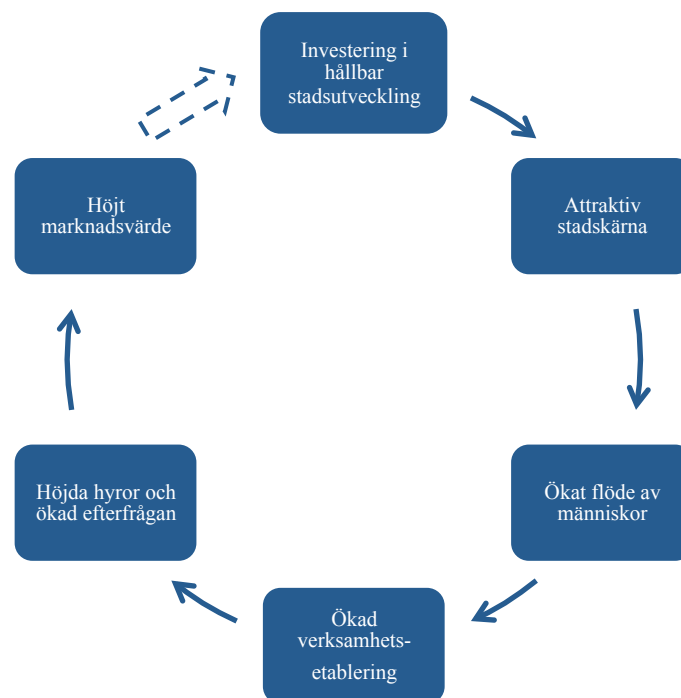 Investering i
hållbar
stadsutveckling
Attraktiv
stadskärna
Ökat flöde av
människor
Ökad
verksamhets-
etablering
Höjda hyror och
ökad efterfrågan
Höjt
marknadsvärde